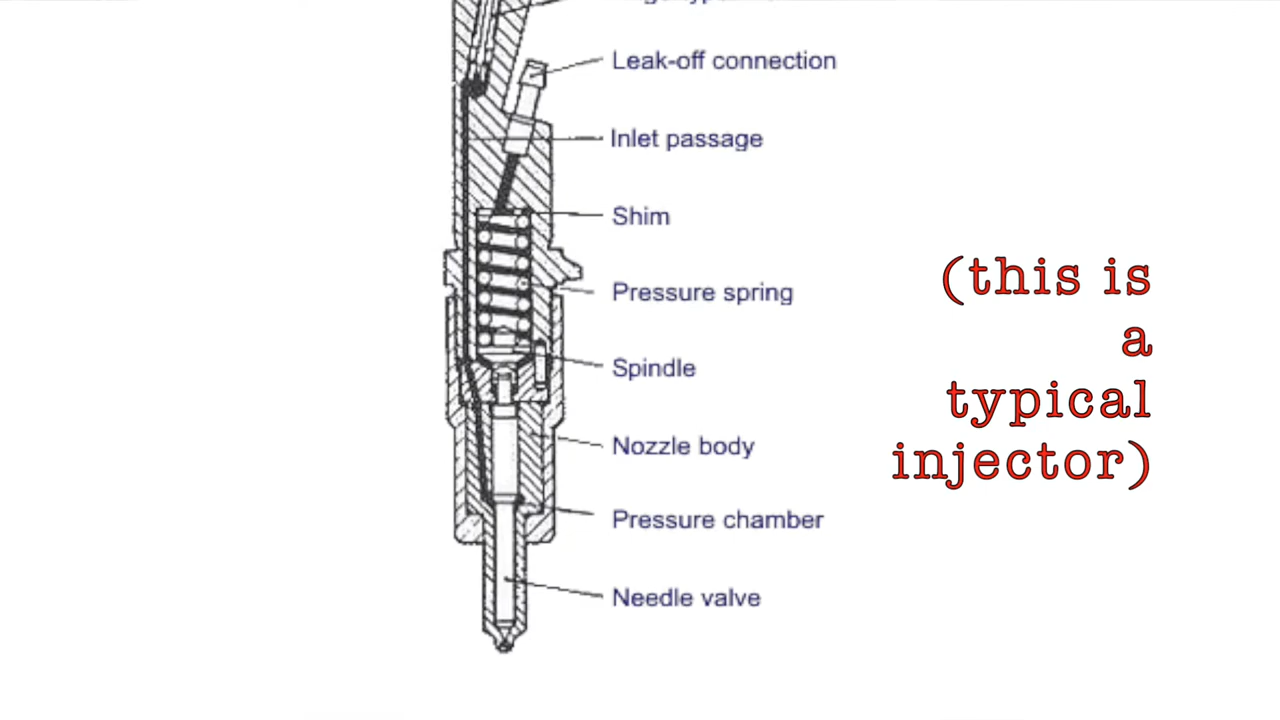 Leak-off connection
Inlet passage
Shim
Pressure spring
Spindle
Nozzle body
Pressure chamber
Needle valve
(this is
a
typical
injector)